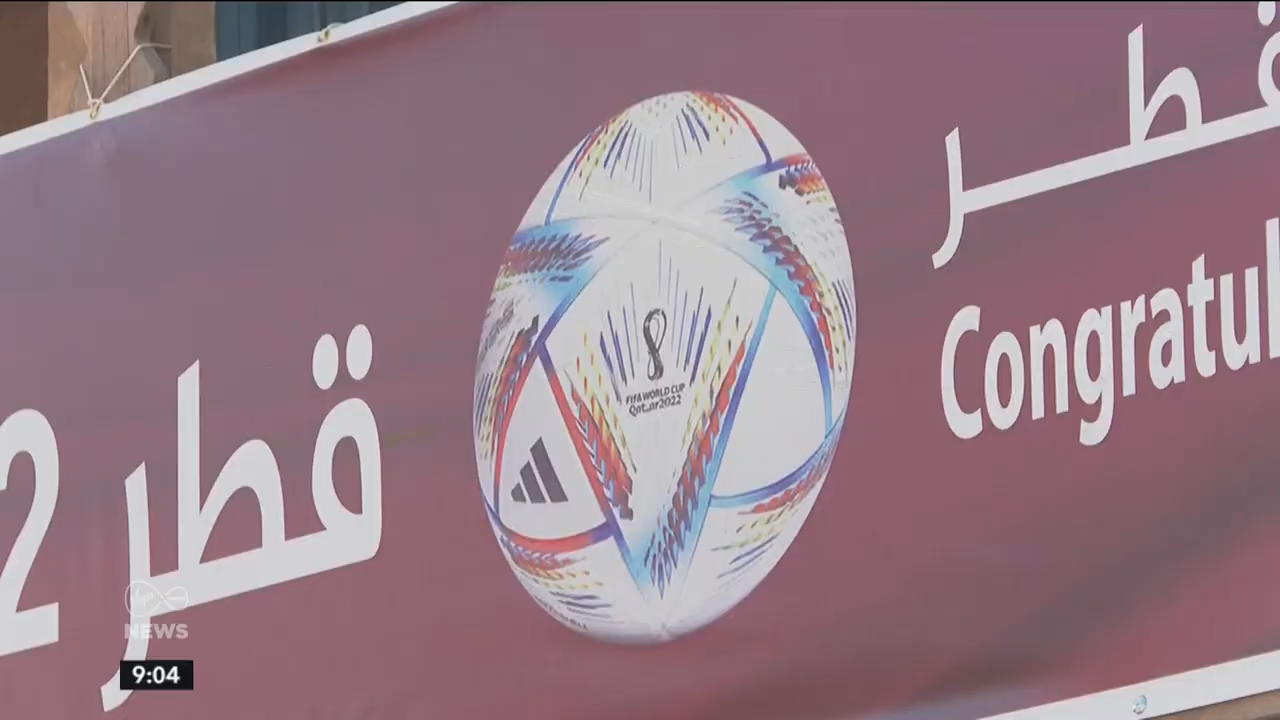 قطر
Congratul
FIFA WORLD CUP
Qatar2022
2 قطر
NEWS
9:04